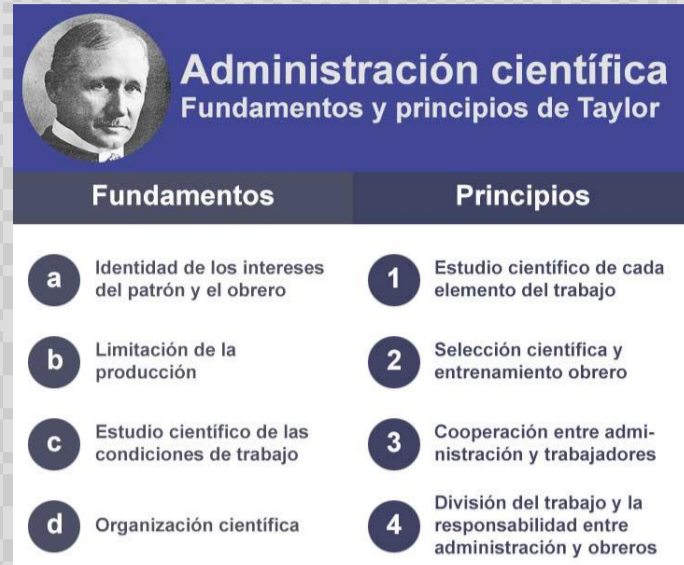 Administración científica
Fundamentos y principios de Taylor
Fundamentos
Principios
a
Identidad de los intereses
del patrón y el obrero
b
Limitación de la
producción
c
Estudio científico de las
condiciones de trabajo
d
Organización científica
1
Estudio científico de cada
elemento del trabajo
2
Selección científica y
entrenamiento obrero
3
Cooperación entre admi-
nistración y trabajadores
4
División del trabajo y la
responsabilidad entre
administración y obreros